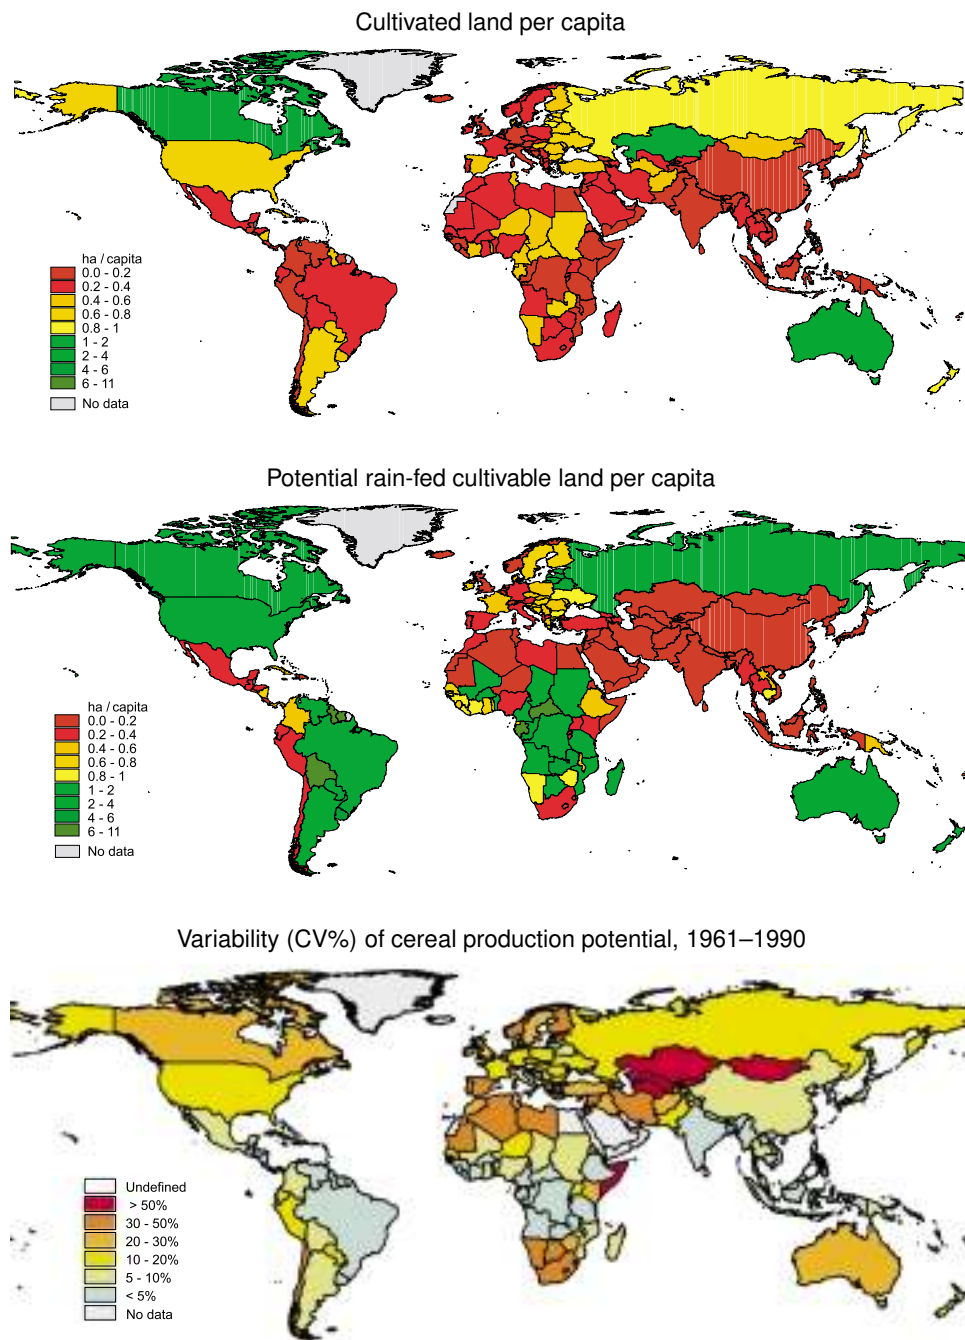 Cultivated land per capita
ha / capita
0.0 - 0.2
0.2 - 0.4
0.4 - 0.6
0.6 - 0.8
0.8 - 1
1 - 2
2 - 4
4 - 6
6 - 11
No data
Potential rain-fed cultivable land per capita
ha / capita
0.0 - 0.2
0.2 - 0.4
0.4 - 0.6
0.6 - 0.8
0.8 - 1
1 - 2
2 - 4
4 - 6
6 - 11
No data
Variability (CV%) of cereal production potential, 1961–1990
Undefined
> 50%
30 - 50%
20 - 30%
10 - 20%
5 - 10%
< 5%
No data